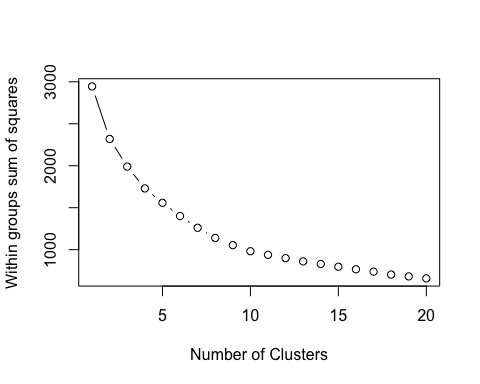 Within groups sum of squares
3000
2000
1000
5 10 15 20
Number of Clusters